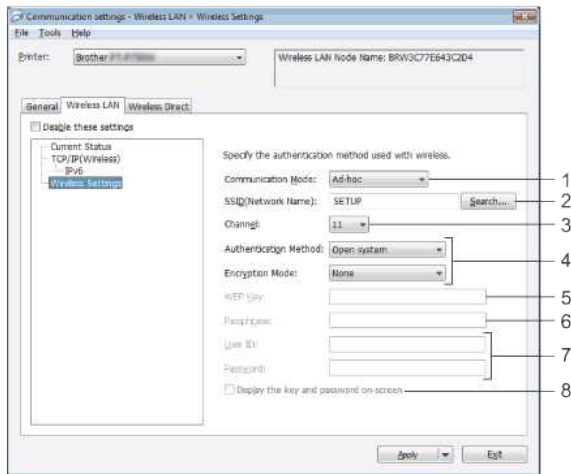 Communication settings - Wireless LAN > Wireless Settings
File Tools Help
Printer:
Brother
Wireless LAN Node Name: BRW3C77E643C2D4
General Wireless LAN Wireless Direct
Disable these settings
Current Status
TCP/IP(Wireless)
IPv6
Wireless Settings
Specify the authentication method used with wireless.
Communication Mode: Ad-hoc 1
SSID(Network Name): SETUP Search... 2
Channel: 11 3
Authentication Method: Open system 4
Encryption Mode: None
WEP Key: 5
Passphrase: 6
User ID: 7
Password:
Display the key and password on-screen 8
Apply Exit